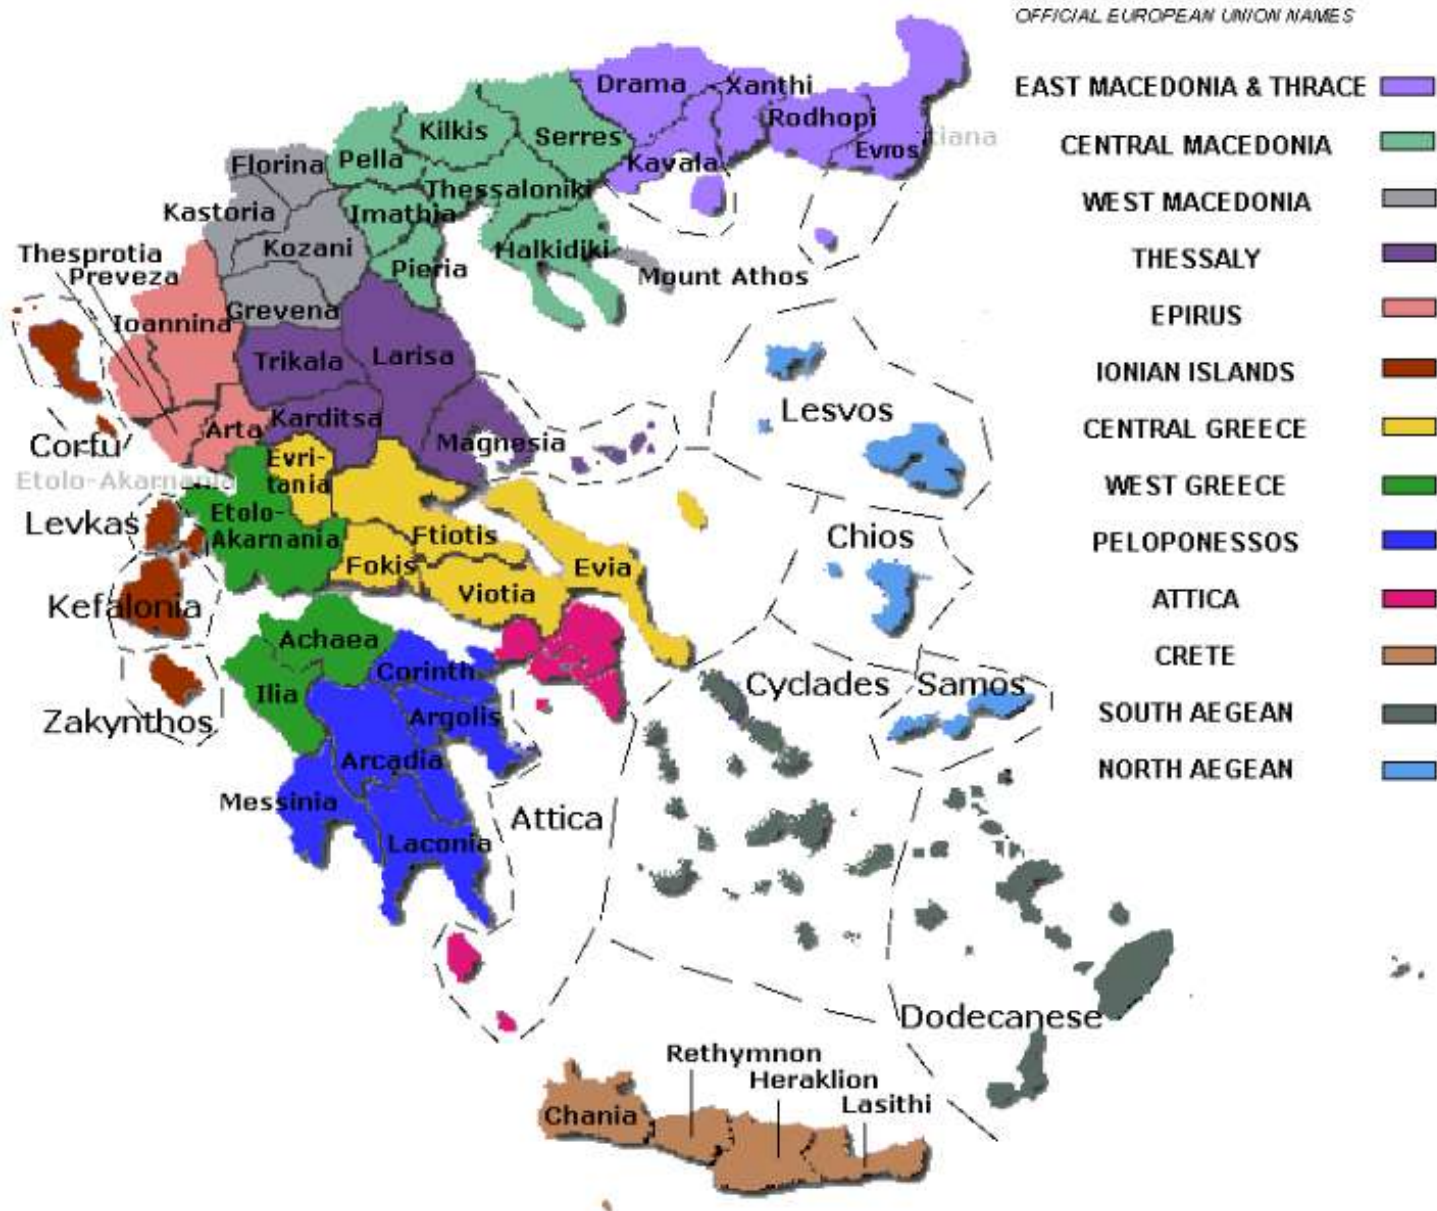 OFFICIAL EUROPEAN UNION NAMES
EAST MACEDONIA & THRACE
CENTRAL MACEDONIA
WEST MACEDONIA
THESSALY
EPIRUS
IONIAN ISLANDS
CENTRAL GREECE
WEST GREECE
PELOPONESSOS
ATTICA
CRETE
SOUTH AEGEAN
NORTH AEGEAN
Drama
Xanthi
Rodhopi
Evros
tiana
Kavala
Kilkis
Serres
Pella
Florina
Thessaloniki
Imathia
Kastoria
Kozani
Halkidiki
Pieria
Mount Athos
Thesprotia
Preveza
Grevena
Ioannina
Trikala
Larisa
Karditsa
Arta
Magnesia
Lesvos
Corfu
Evri-
tania
Etolo-Akarnania
Levkas
Etolo-
Akarnania
Ftiotis
Fokis
Evia
Viotia
Chios
Kefalonia
Achaea
Corinth
Ilia
Cyclades
Samos
Zakynthos
Argolis
Arcadia
Messinia
Attica
Laconia
Dodecanese
Rethymnon
Heraklion
Lasithi
Chania